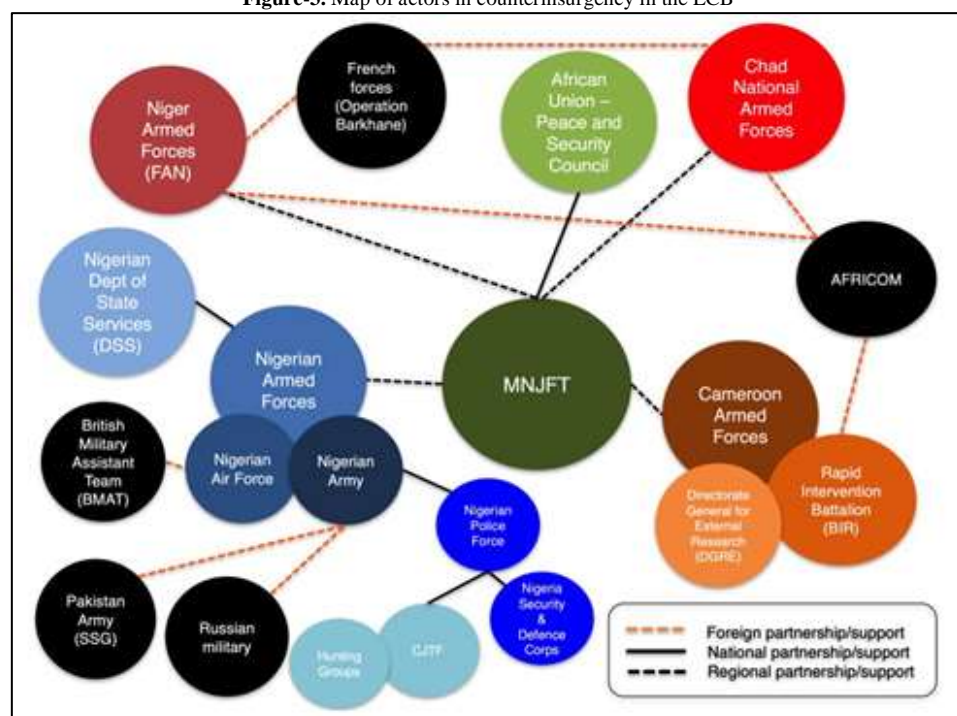 Figure-3. Map of actors in counterinsurgency in the LCB
French
forces
(Operation
Barkhane)
African
Union –
Peace and
Security
Council
Chad
National
Armed
Forces
Niger
Armed
Forces
(FAN)
AFRICOM
Nigerian
Dept of
State
Services
(DSS)
Nigerian
Armed
Forces
MNJFT
Cameroon
Armed
Forces
British
Military
Assistant
Team
(BMAT)
Nigerian
Air Force
Nigerian
Army
Nigerian
Police
Force
Directorate
General for
External
Research
(DGRE)
Rapid
Intervention
Battalion
(BIR)
Pakistan
Army
(SSG)
Russian
military
Hunting
Groups
CJTF
Nigeria
Security
&
Defence
Corps
Foreign partnership/support
National partnership/support
Regional partnership/support